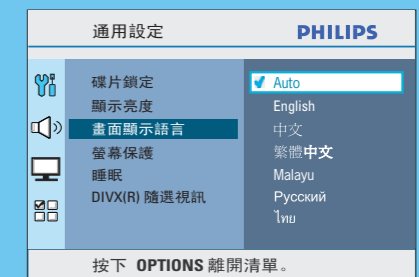 通用設定 PHILIPS
碟片鎖定
顯示亮度
畫面顯示語言
螢幕保護
睡眠
DIVX(R) 隨選視訊
Auto
English
中文
繁體中文
Malayu
Русский
ไทย
按下 OPTIONS 離開清單。